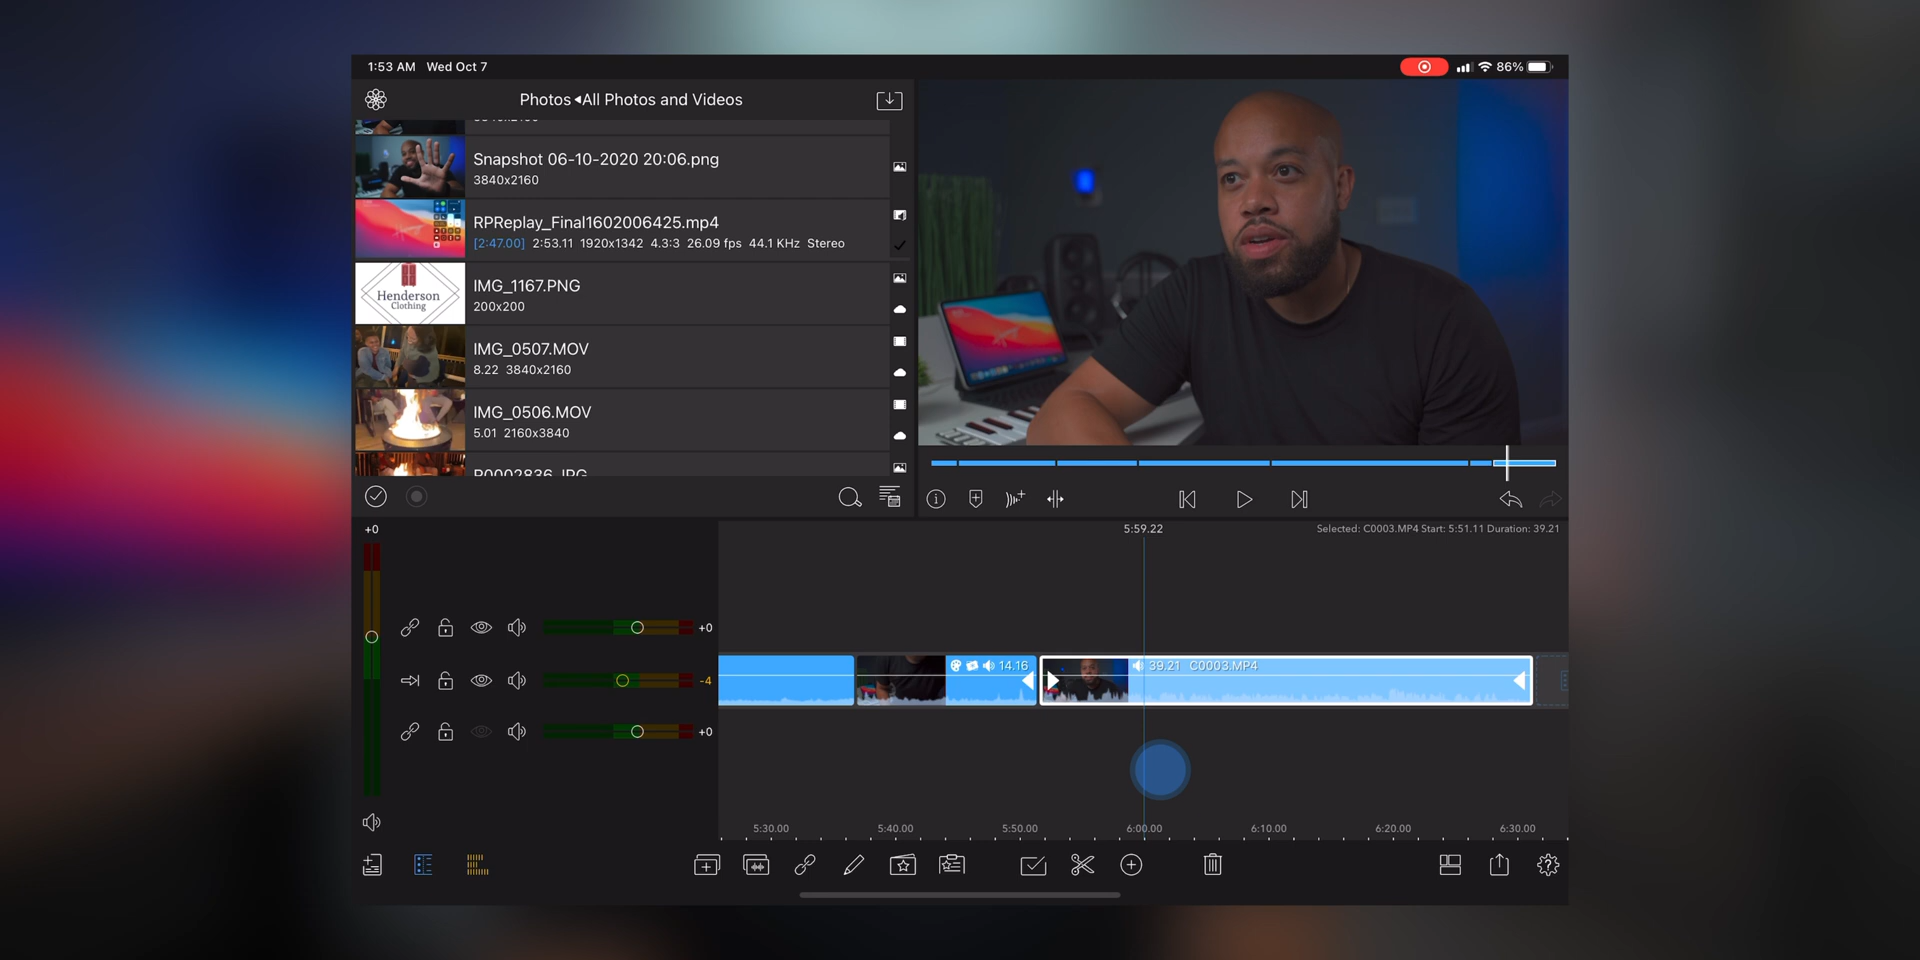 1:53 AM Wed Oct 7
86%
Photos ◂All Photos and Videos
Snapshot 06-10-2020 20:06.png
3840x2160
RPReplay_Final1602006425.mp4
[2:47.00] 2:53.11 1920x1342 4.3:3 26.09 fps 44.1 KHz Stereo
IMG_1167.PNG
200x200
Henderson
Clothing
IMG_0507.MOV
8.22 3840x2160
IMG_0506.MOV
5.01 2160x3840
R0002836.JPG
+0
5:59.22
Selected: C0003.MP4 Start: 5:51.11 Duration: 39.21
+0
14.16
39.21 C0003.MP4
-4
+0
5:30.00 5:40.00 5:50.00 6:00.00 6:10.00 6:20.00 6:30.00